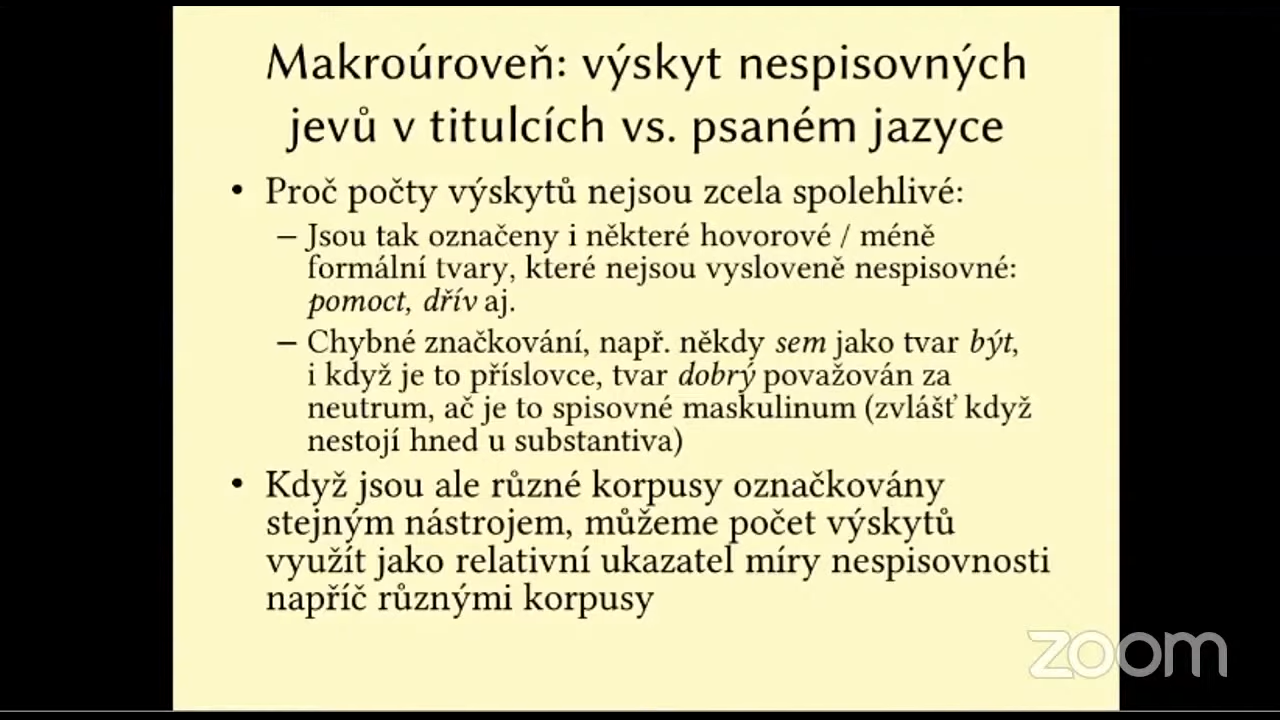 Makroúroveň: výskyt nespisovných
jevů v titulcích vs. psaném jazyce
• Proč počty výskytů nejsou zcela spolehlivé:
– Jsou tak označeny i některé hovorové / méně
formální tvary, které nejsou vysloveně nespisovné:
pomoct, dřív aj.
– Chybné značkování, např. někdy sem jako tvar být,
i když je to příslovce, tvar dobrý považován za
neutrum, ač je to spisovné maskulinum (zvlášť když
nestojí hned u substantiva)
• Když jsou ale různé korpusy označkovány
stejným nástrojem, můžeme počet výskytů
využít jako relativní ukazatel míry nespisovnosti
napříč různými korpusy
zoom